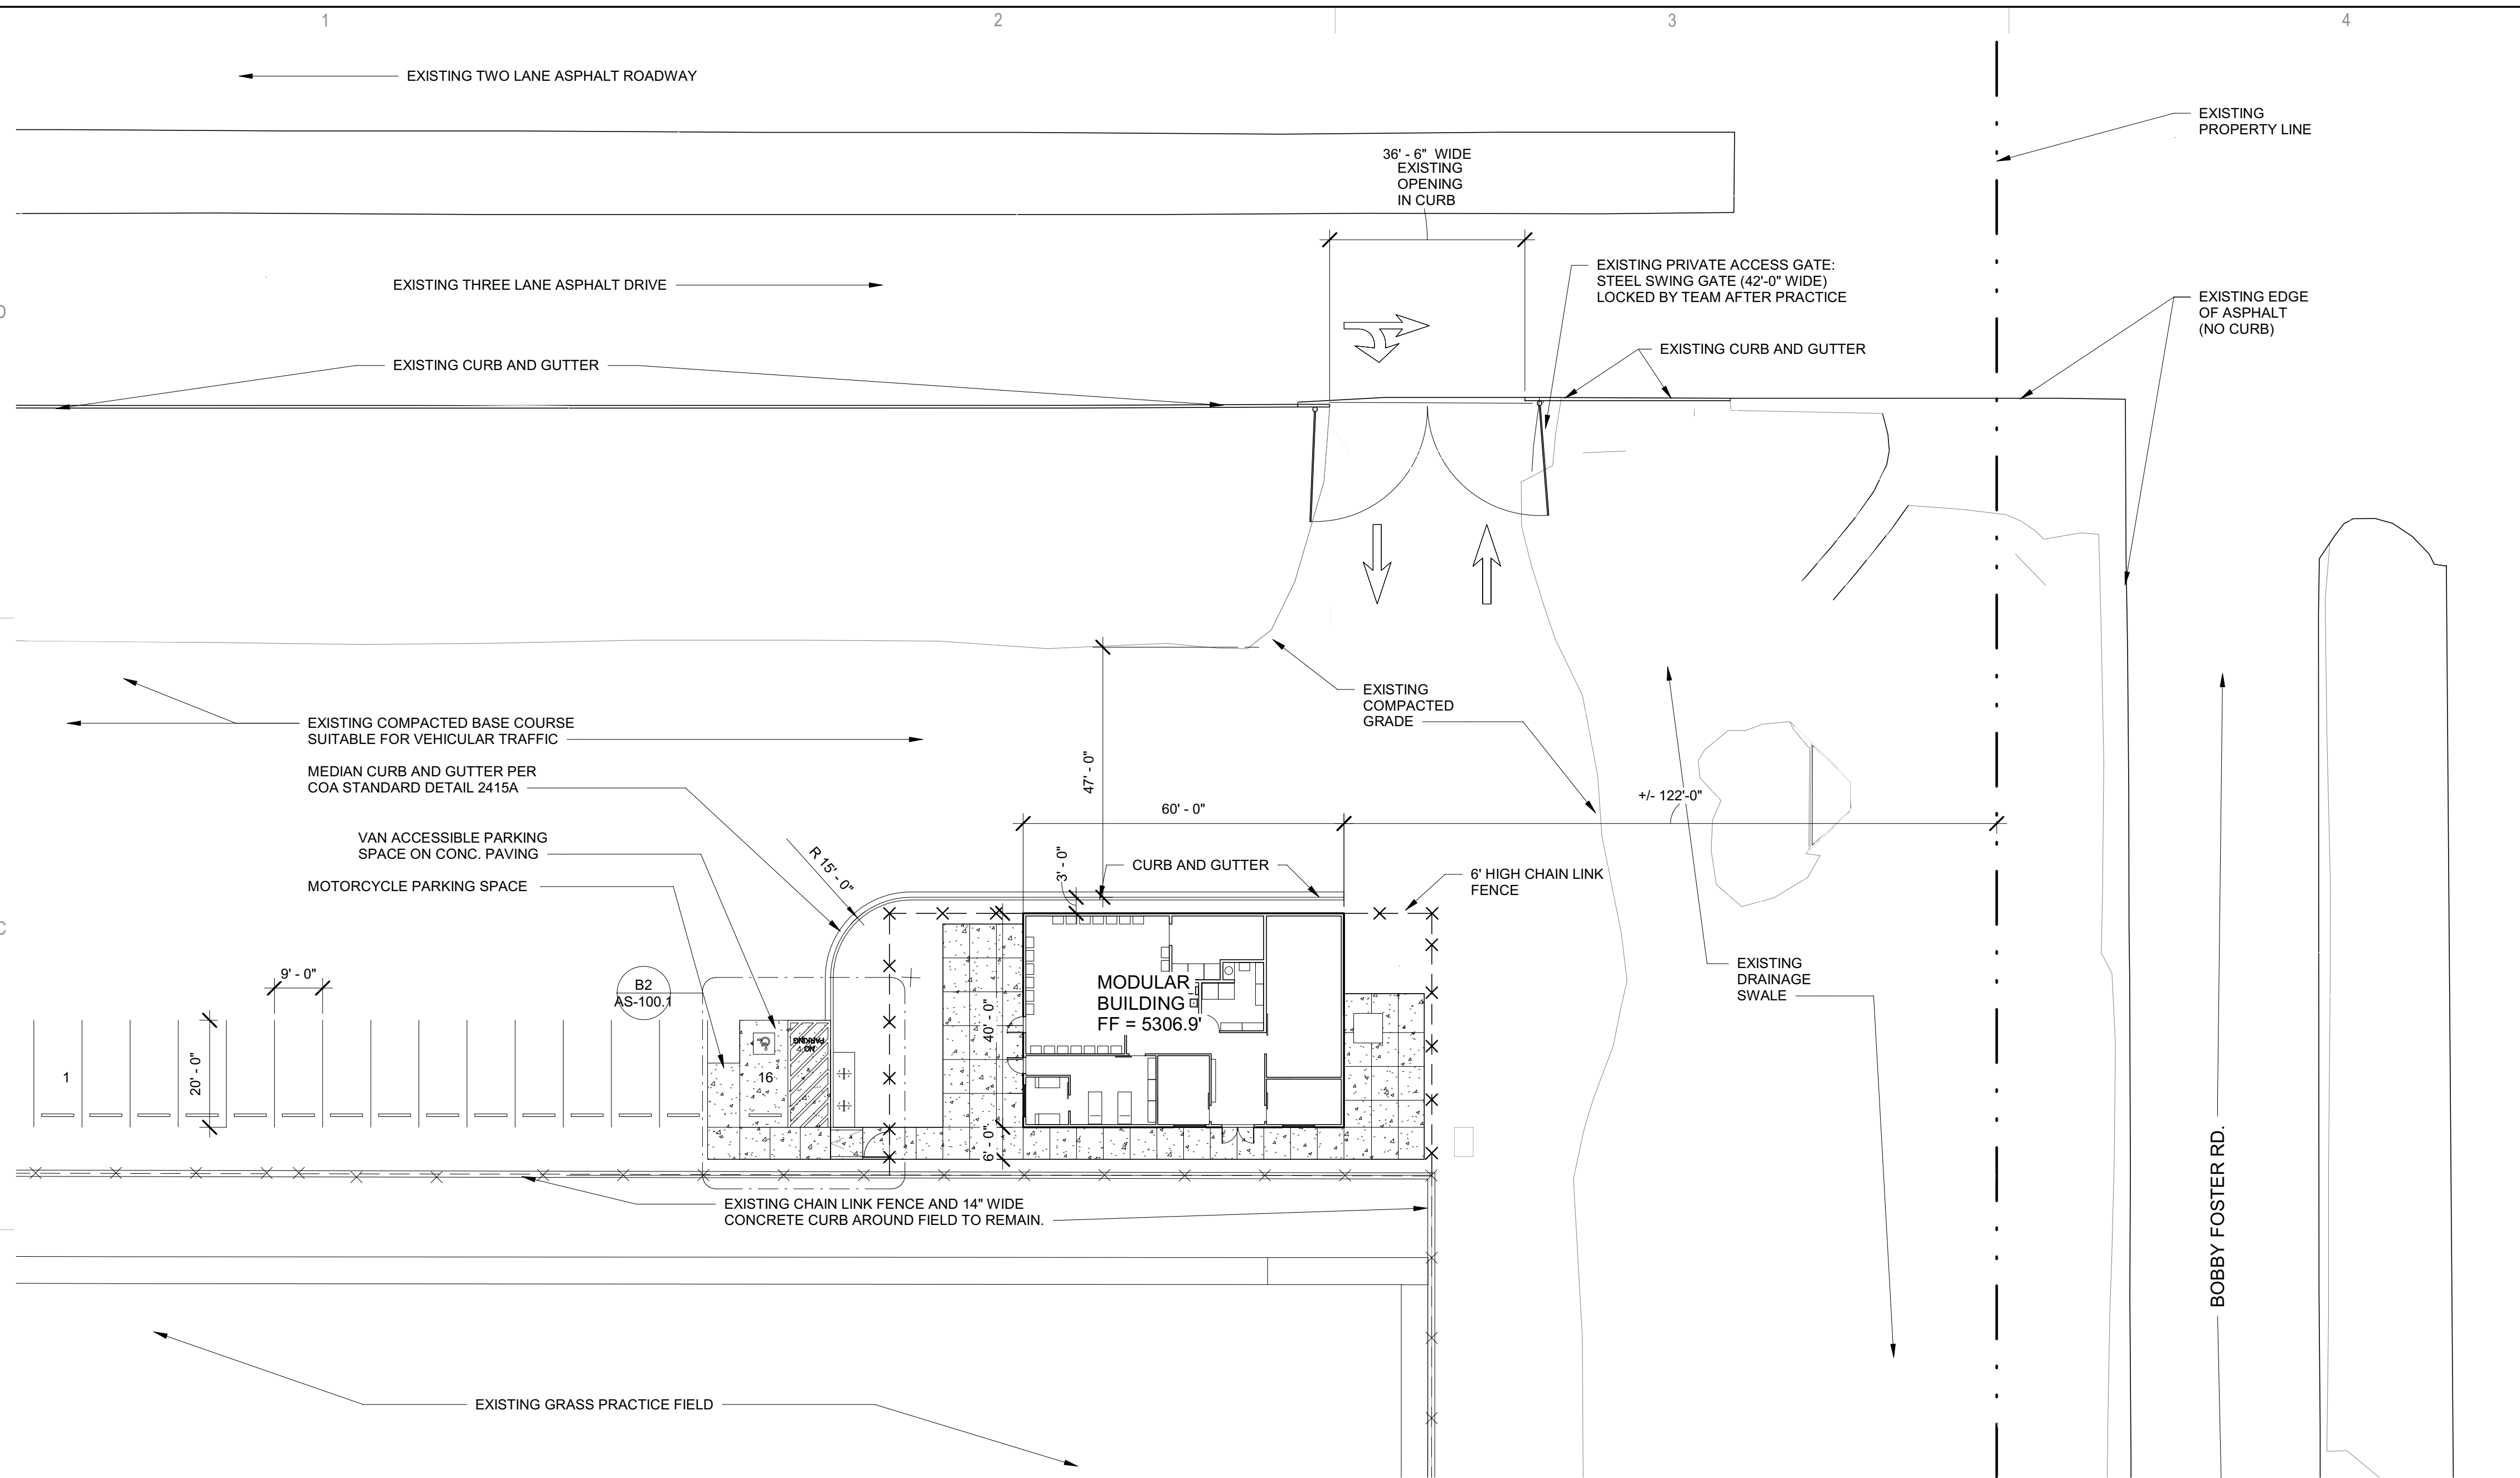 1
2
3
4
EXISTING TWO LANE ASPHALT ROADWAY
EXISTING
PROPERTY LINE
36' - 6" WIDE
EXISTING
OPENING
IN CURB
EXISTING THREE LANE ASPHALT DRIVE
EXISTING PRIVATE ACCESS GATE:
STEEL SWING GATE (42'-0" WIDE)
LOCKED BY TEAM AFTER PRACTICE
EXISTING EDGE
OF ASPHALT
(NO CURB)
D
EXISTING CURB AND GUTTER
EXISTING CURB AND GUTTER
EXISTING
COMPACTED
GRADE
EXISTING COMPACTED BASE COURSE
SUITABLE FOR VEHICULAR TRAFFIC
MEDIAN CURB AND GUTTER PER
COA STANDARD DETAIL 2415A
47' - 0"
60' - 0"
+/- 122'-0"
VAN ACCESSIBLE PARKING
SPACE ON CONC. PAVING
MOTORCYCLE PARKING SPACE
R 15' - 0"
3' - 0"
CURB AND GUTTER
6' HIGH CHAIN LINK
FENCE
C
9' - 0"
B2
AS-100.1
MODULAR
BUILDING
FF = 5306.9'
EXISTING
DRAINAGE
SWALE
40' - 0"
NO
PARKING
1
20' - 0"
16
6' - 0"
EXISTING CHAIN LINK FENCE AND 14" WIDE
CONCRETE CURB AROUND FIELD TO REMAIN.
BOBBY FOSTER RD.
EXISTING GRASS PRACTICE FIELD